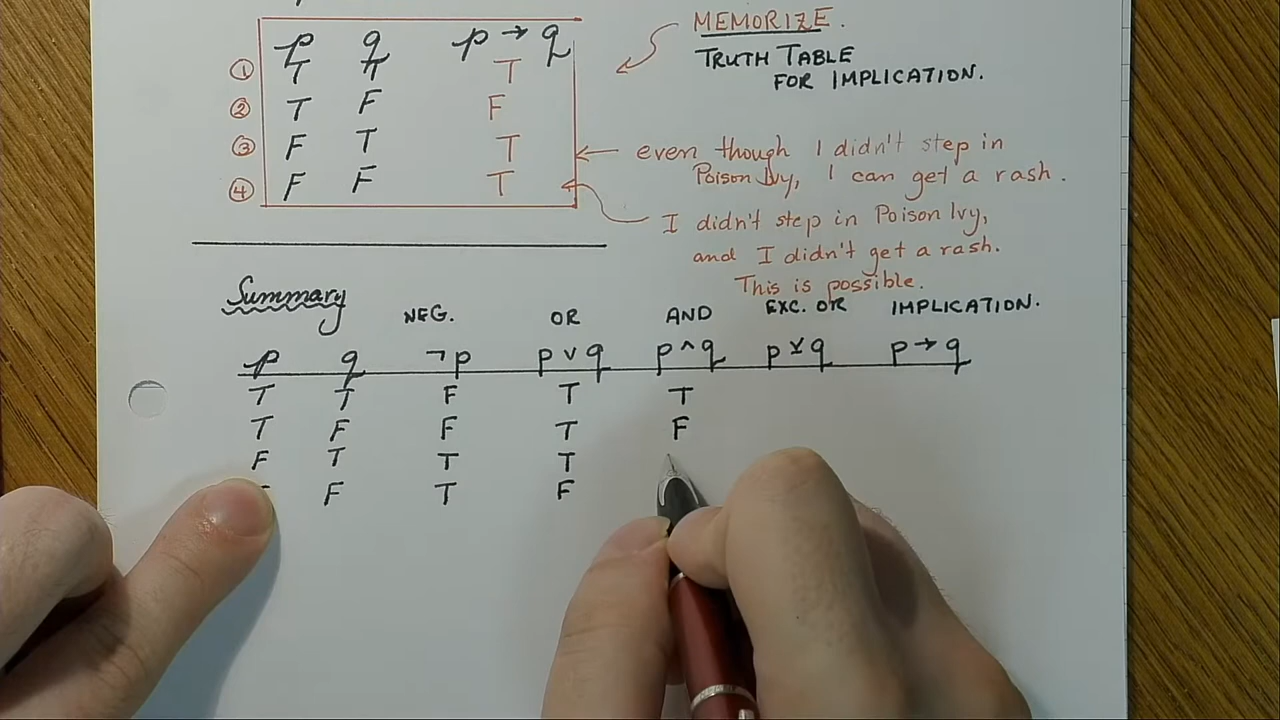 p q p → q
① T T T
② T F F
③ F T T
④ F F T
MEMORIZE.
TRUTH TABLE
FOR IMPLICATION.
even though I didn't step in
Poison Ivy, I can get a rash.
I didn't step in Poison Ivy,
and I didn't get a rash.
This is possible.
Summary
NEG. OR AND EXC. OR IMPLICATION.
p q ¬p p ∨ q p ^ q p ⊻ q p → q
T T F T T
T F F T F
F T T T
F T F